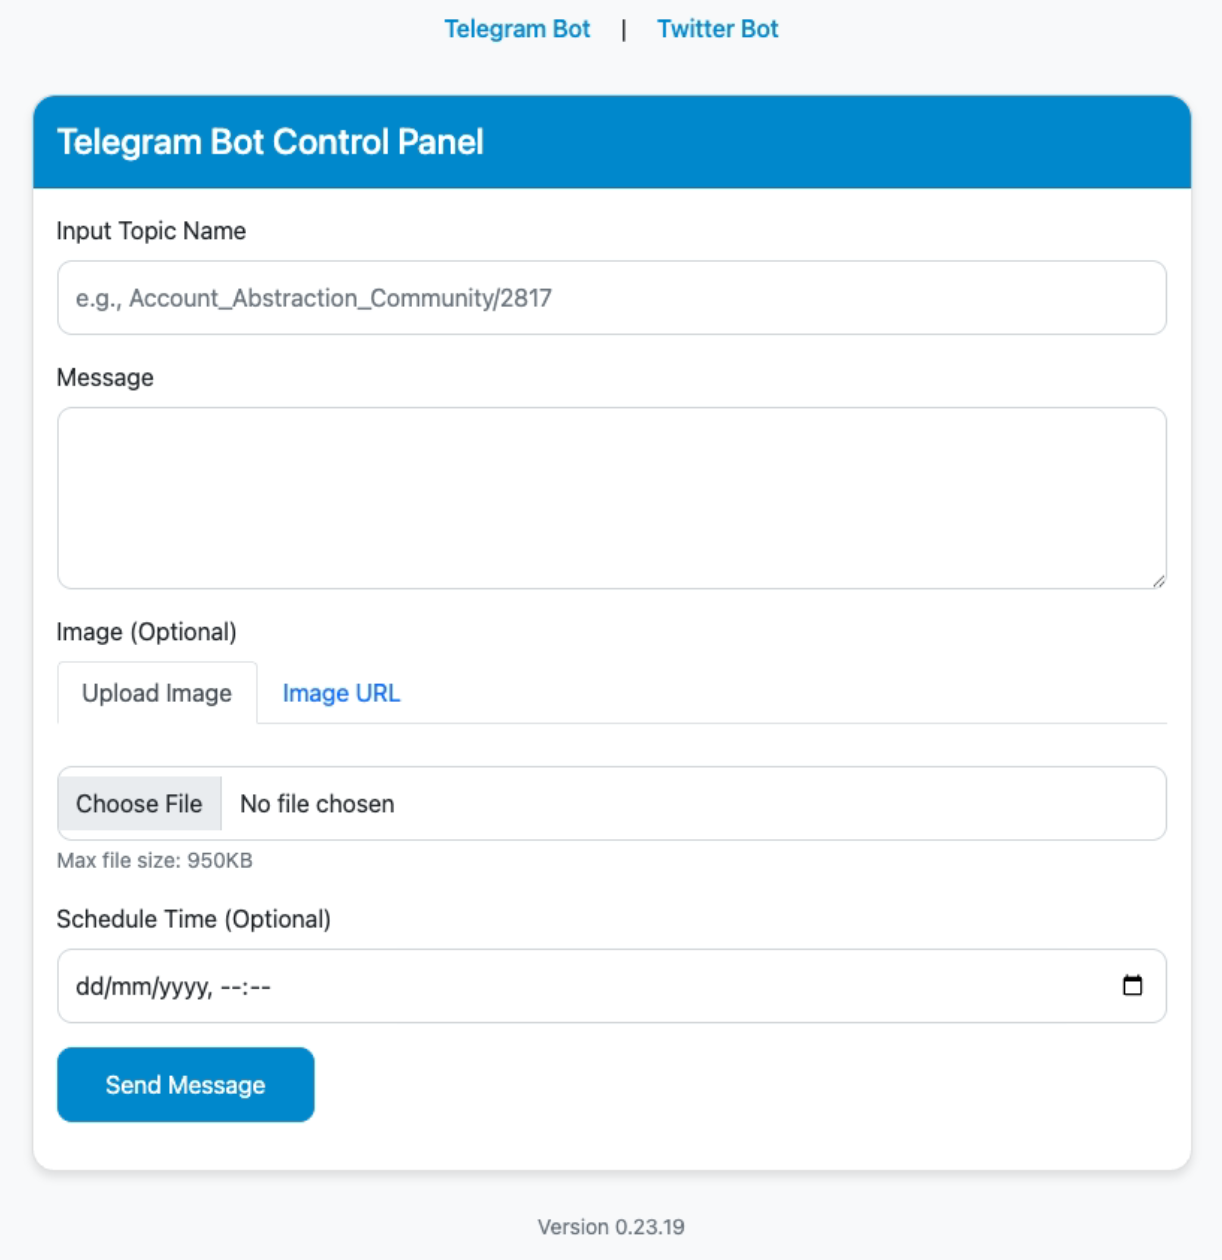 Telegram Bot | Twitter Bot
Telegram Bot Control Panel
Input Topic Name
e.g., Account_Abstraction_Community/2817
Message
Image (Optional)
Upload Image Image URL
Choose File No file chosen
Max file size: 950KB
Schedule Time (Optional)
dd/mm/yyyy, --:--
Send Message
Version 0.23.19